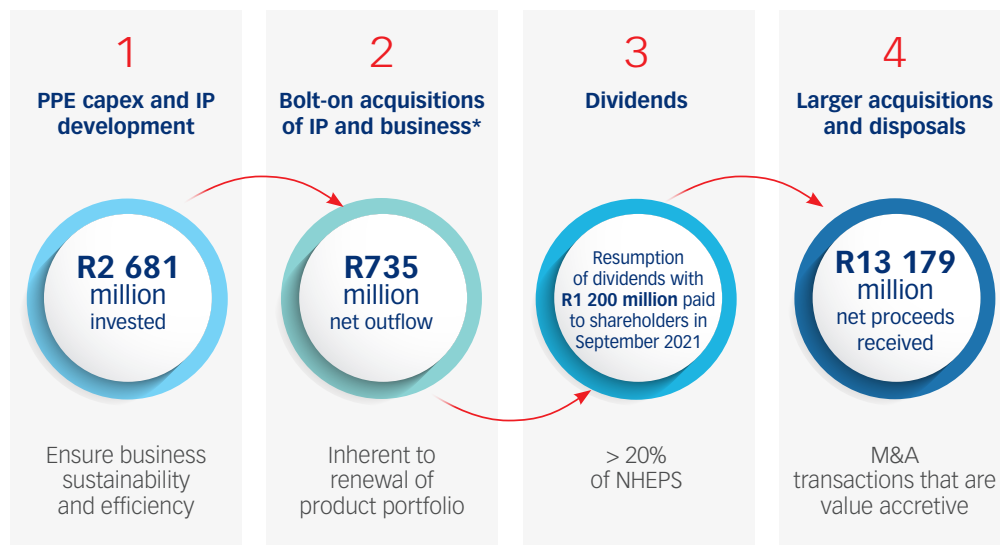 1
PPE capex and IP
development
R2 681
million
invested
Ensure business
sustainability
and efficiency
2
Bolt-on acquisitions
of IP and business*
R735
million
net outflow
Inherent to
renewal of
product portfolio
3
Dividends
Resumption
of dividends with
R1 200 million paid
to shareholders in
September 2021
> 20%
of NHEPS
4
Larger acquisitions
and disposals
R13 179
million
net proceeds
received
M&A
transactions that are
value accretive